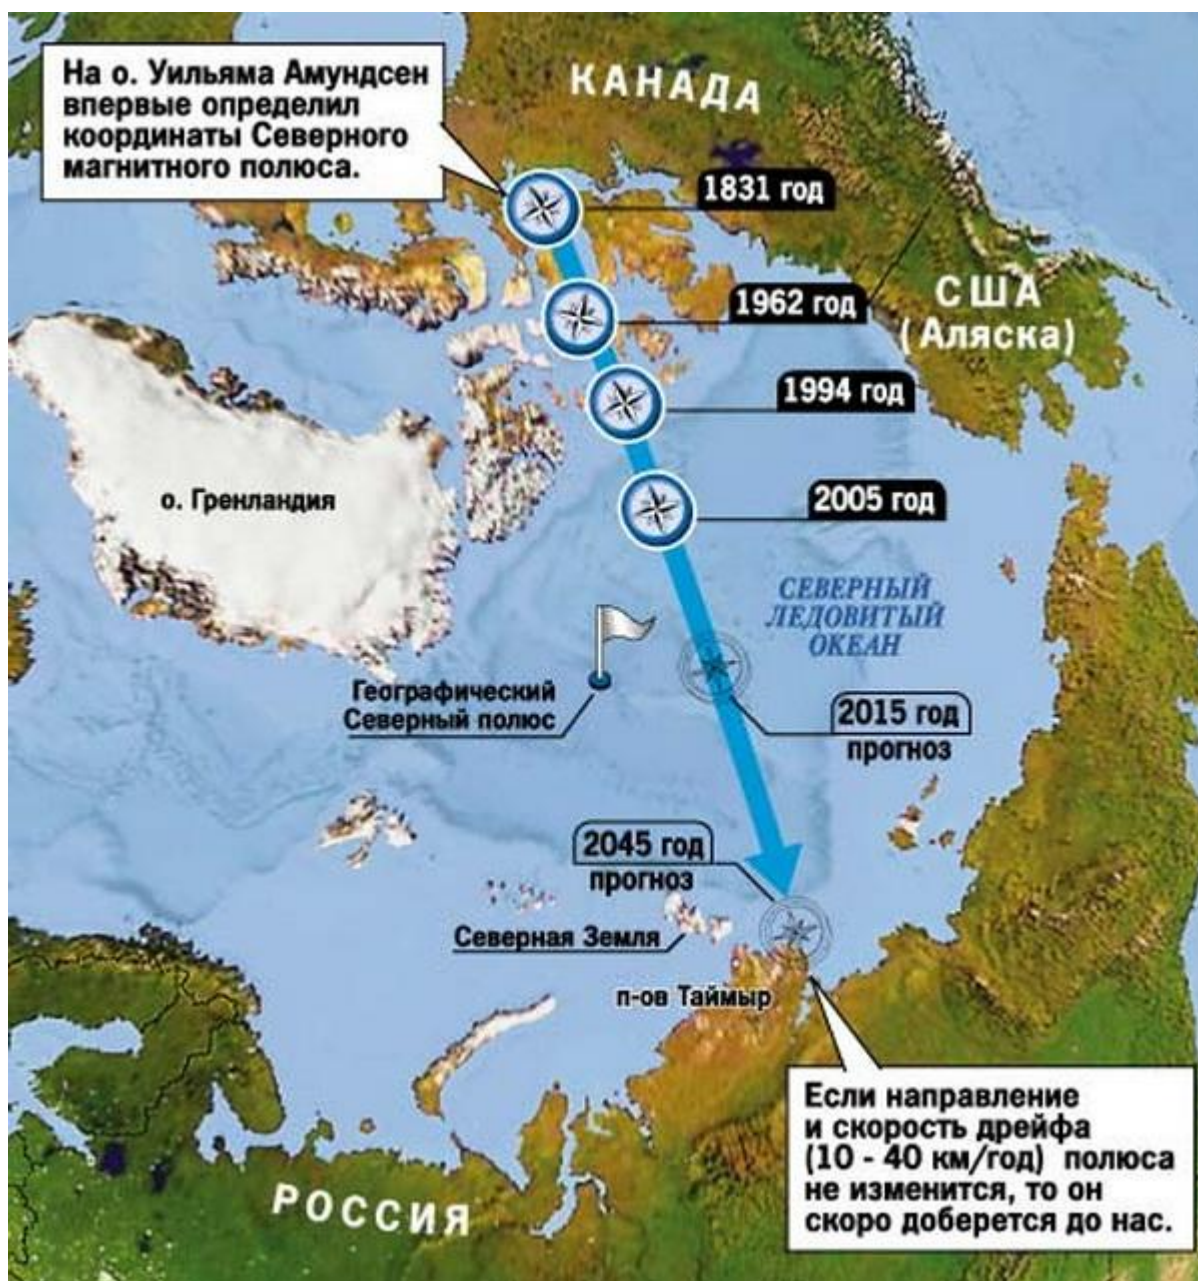 На о. Уильяма Амундсен
впервые определил
координаты Северного
магнитного полюса.
КАНАДА
1831 год
1962 год
США
(Аляска)
1994 год
2005 год
о. Гренландия
СЕВЕРНЫЙ
ЛЕДОВИТЫЙ
ОКЕАН
Географический
Северный полюс
2015 год
прогноз
2045 год
прогноз
Северная Земля
п-ов Таймыр
Если направление
и скорость дрейфа
(10 - 40 км/год) полюса
не изменится, то он
скоро доберется до нас.
РОССИЯ